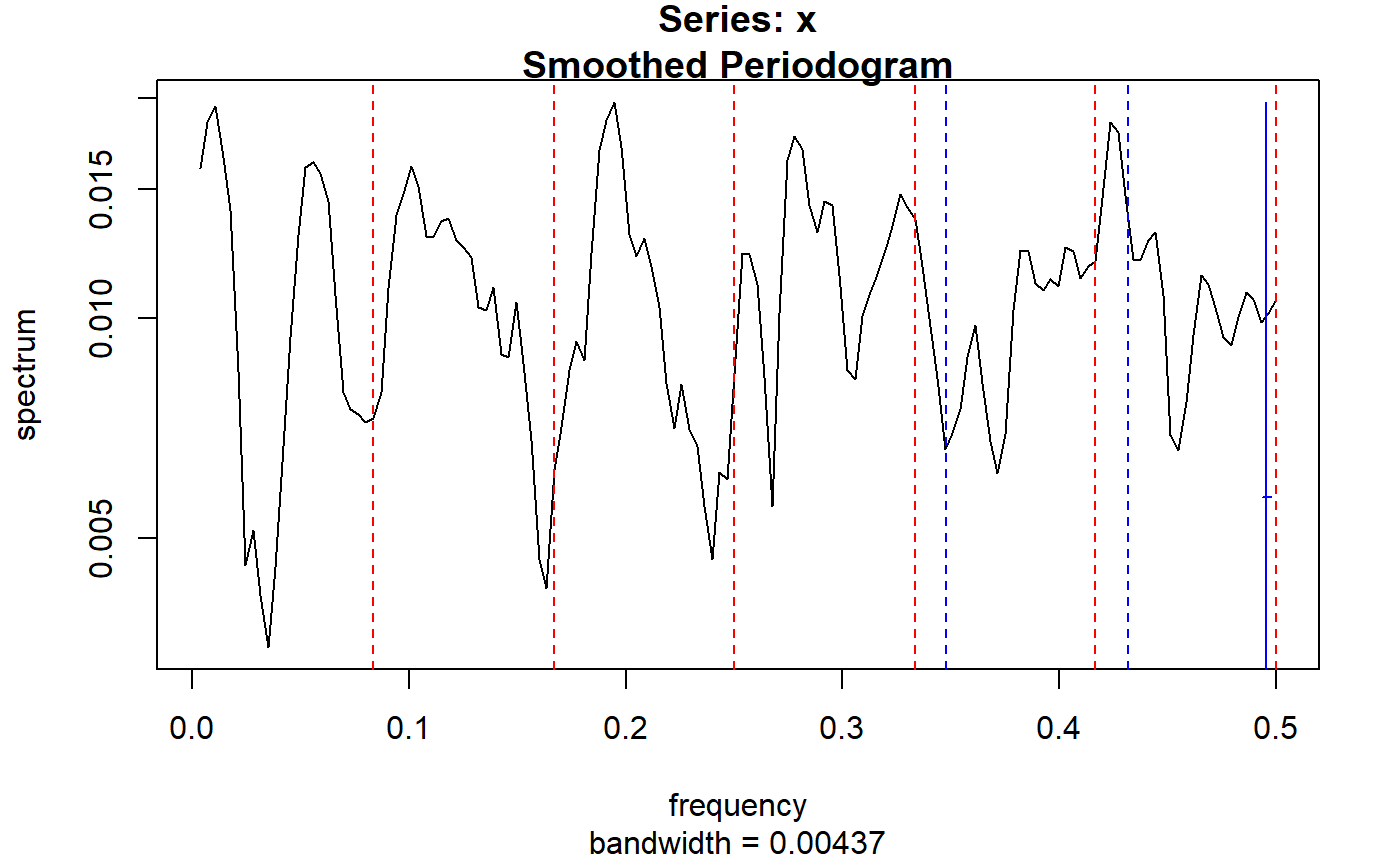 Series: x
Smoothed Periodogram
spectrum
0.015
0.010
0.005
0.0 0.1 0.2 0.3 0.4 0.5
frequency
bandwidth = 0.00437